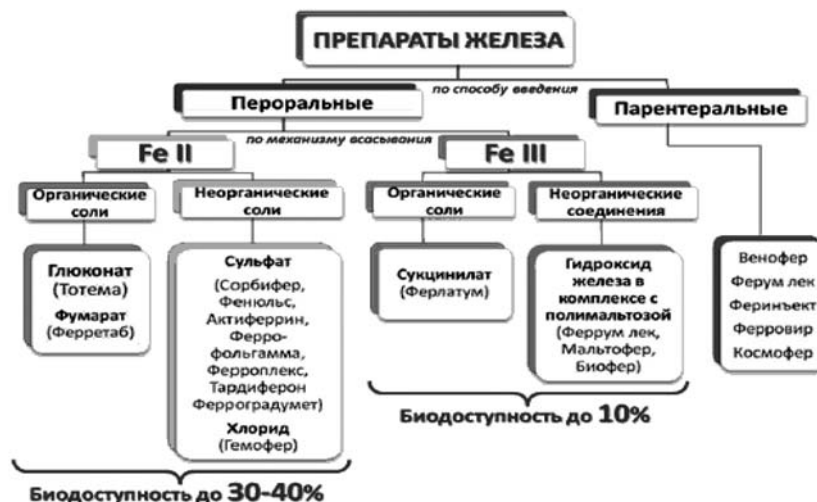 ПРЕПАРАТЫ ЖЕЛЕЗА
по способу введения
Пероральные
Парентеральные
по механизму всасывания
Fe II
Fe III
Органические
соли
Неорганические
соли
Органические
соли
Неорганические
соединения
Глюконат
(Тотема)
Фумарат
(Ферретаб)
Сульфат
(Сорбифер,
Фенюльс,
Актиферрин,
Ферро-
фольгамма,
Ферроплекс,
Тардиферон
Ферроградумет)
Хлорид
(Гемофер)
Сукцинилат
(Ферлатум)
Гидроксид
железа в
комплексе с
полимальтозой
(Феррум лек,
Мальтофер,
Биофер)
Венофер
Ферум лек
Феринъект
Ферровир
Космофер
Биодоступность до 10%
Биодоступность до 30-40%